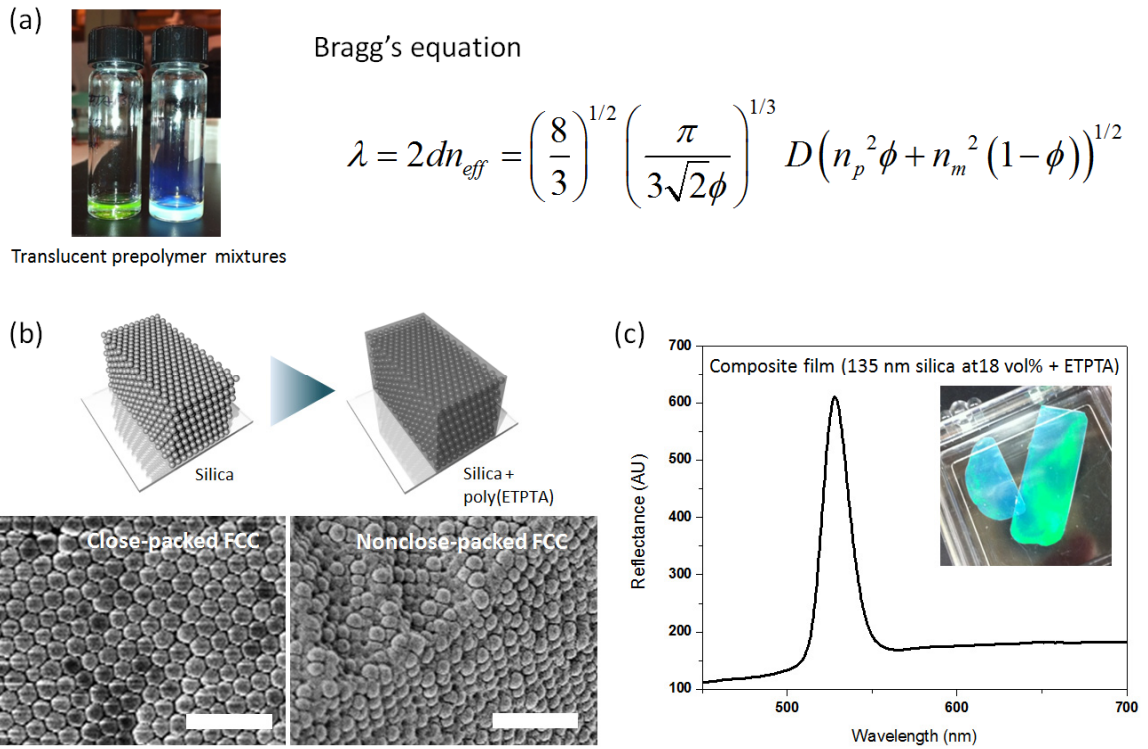 (a)
Bragg's equation
λ = 2dn_eff = (8/3)^{1/2} (π/(3√2ϕ))^{1/3} D(n_p²ϕ + n_m²(1−ϕ))^{1/2}
Translucent prepolymer mixtures
(b)
Silica
Silica +
poly(ETPTA)
Close-packed FCC
Nonclose-packed FCC
(c)
Composite film (135 nm silica at18 vol% + ETPTA)
Reflectance (AU)
700
600
500
400
300
200
100
500
600
700
Wavelength (nm)